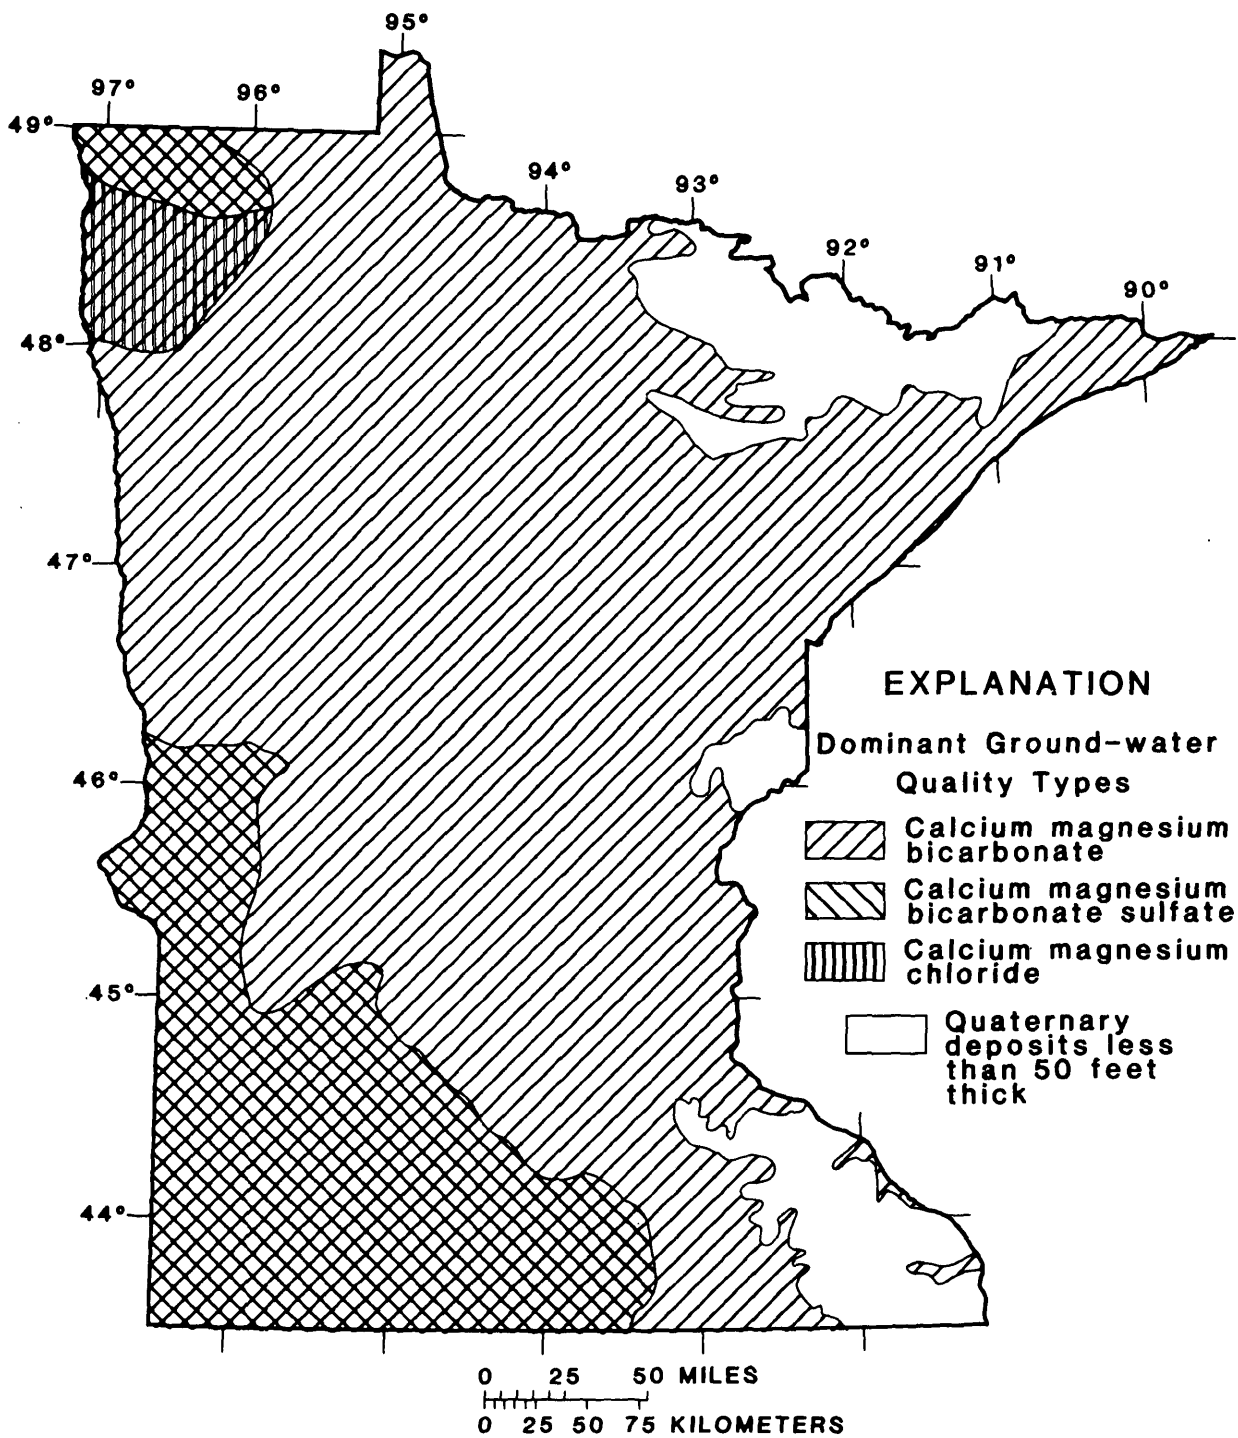 95°
97°
96°
49°
94°
93°
92°
91°
90°
48°
47°
46°
45°
44°
EXPLANATION
Dominant Ground-water
Quality Types
Calcium magnesium
bicarbonate
Calcium magnesium
bicarbonate sulfate
Calcium magnesium
chloride
Quaternary
deposits less
than 50 feet
thick
0 25 50 MILES
0 25 50 75 KILOMETERS